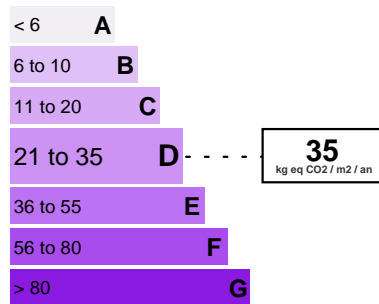 < 6 A
6 to 10 B
11 to 20 C
21 to 35 D
35
kg eq CO2 / m2 / an
36 to 55 E
56 to 80 F
> 80 G